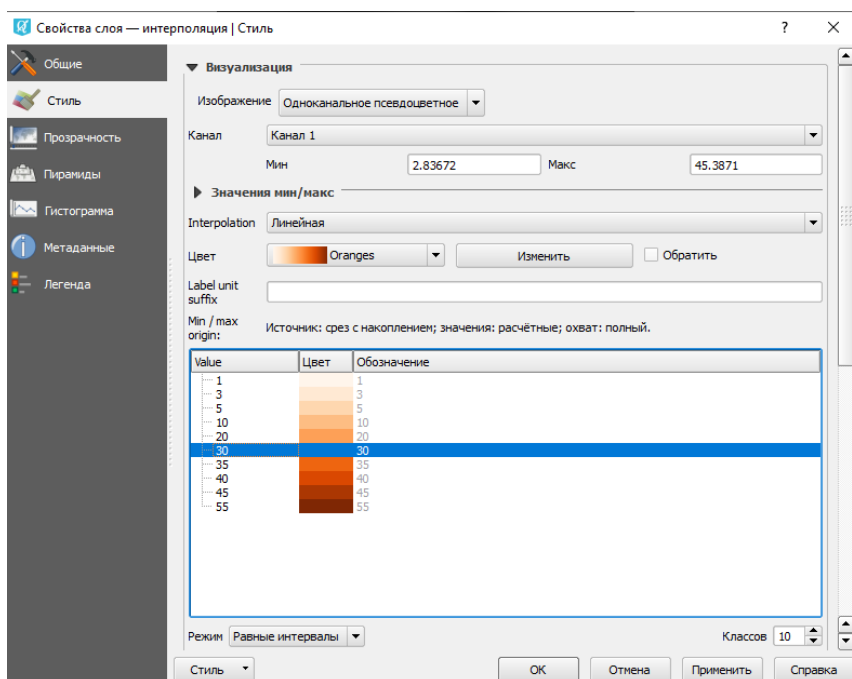 Свойства слоя — интерполяция | Стиль
?
Общие
Стиль
Прозрачность
Пирамиды
Гистограмма
Метаданные
Легенда
Визуализация
Изображение Одноканальное псевдоцветное
Канал Канал 1
Мин 2.83672 Макс 45.3871
Значения мин/макс
Interpolation Линейная
Цвет Oranges Изменить Обратить
Label unit
suffix
Min / max
origin:
Источник: срез с накоплением; значения: расчётные; охват: полный.
Value Цвет Обозначение
1 1
3 3
5 5
10 10
20 20
30 30
35 35
40 40
45 45
55 55
Режим Равные интервалы Классов 10
Стиль OK Отмена Применить Справка